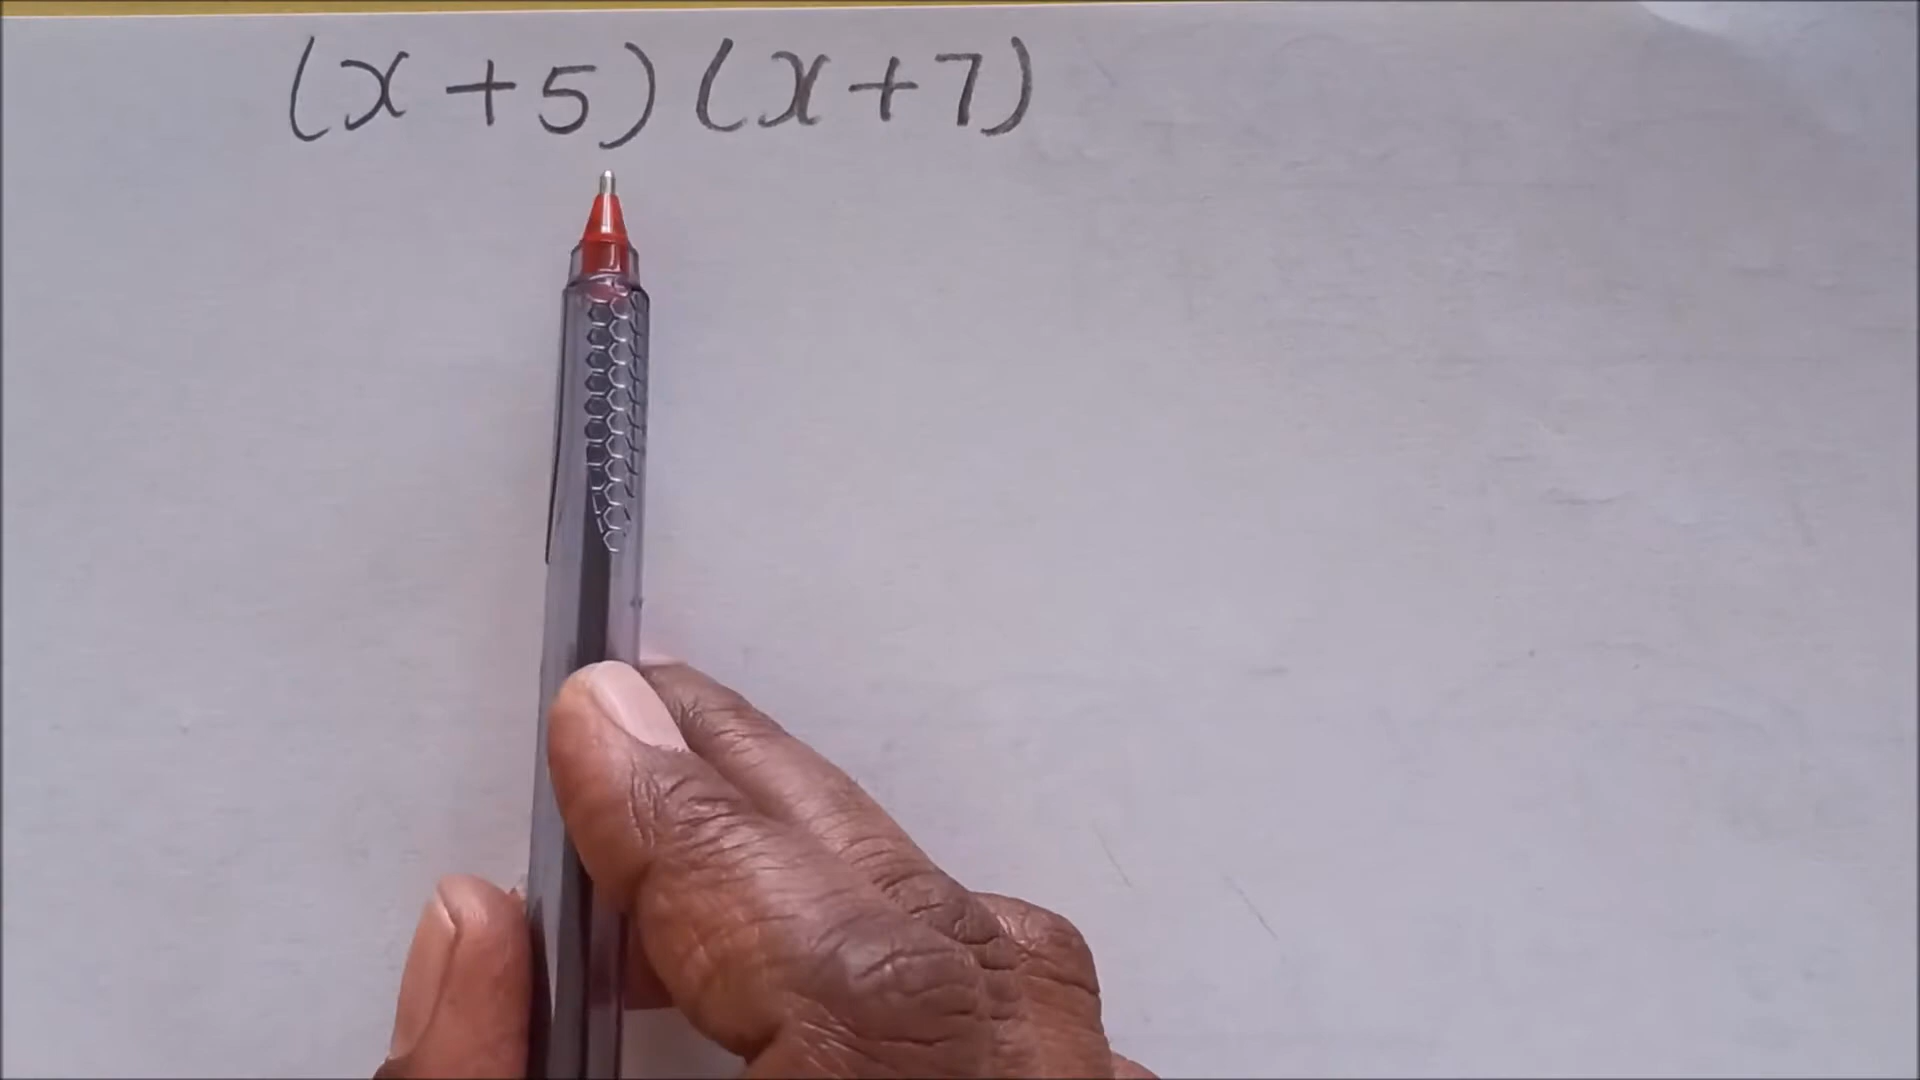 (x + 5) (x + 7)